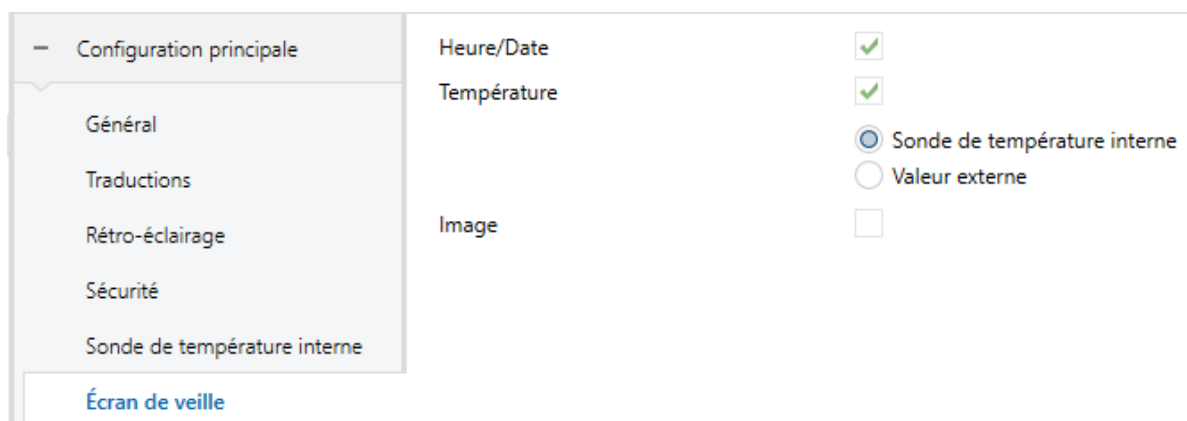 Configuration principale
Général
Traductions
Rétro-éclairage
Sécurité
Sonde de température interne
Écran de veille
Heure/Date
Température
Sonde de température interne
Valeur externe
Image